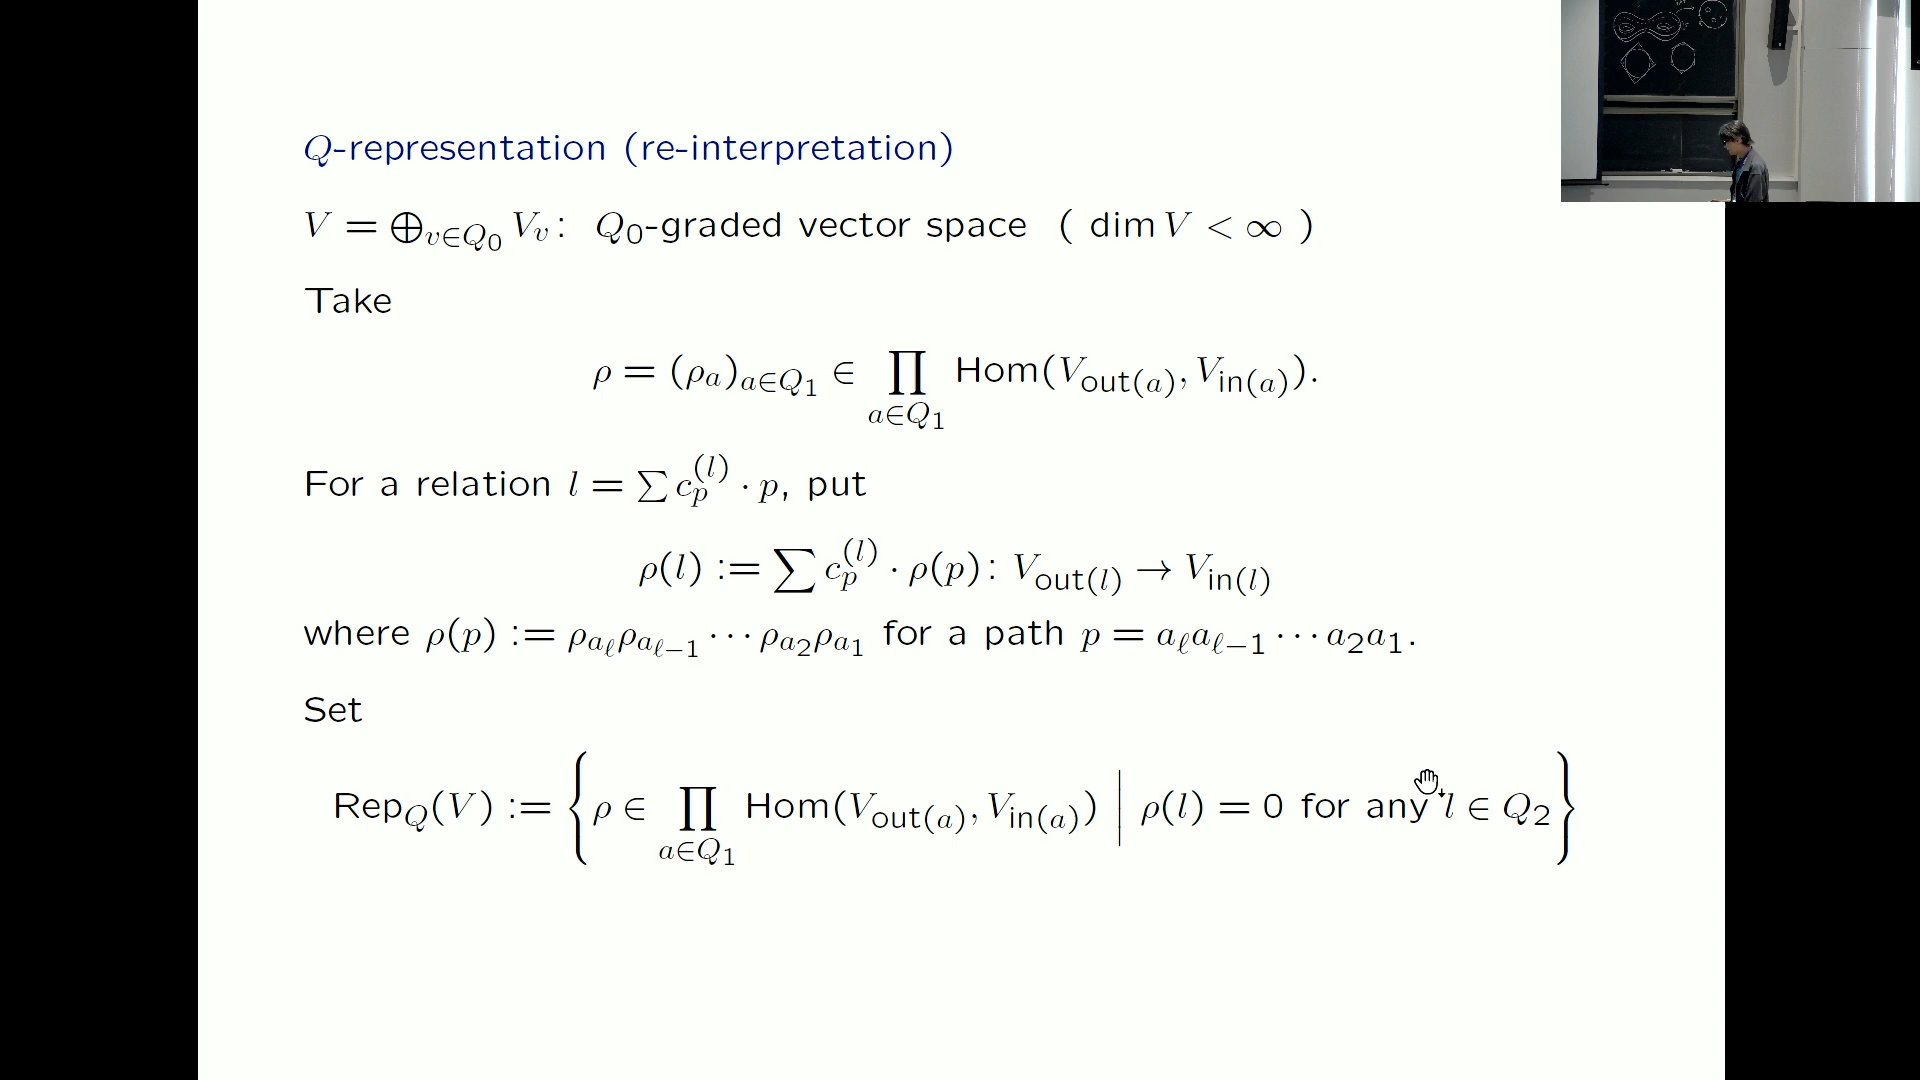 Q-representation (re-interpretation)
V = ⊕_{v∈Q_0} V_v : Q_0-graded vector space ( dim V < ∞ )
Take
ρ = (ρ_a)_{a∈Q_1} ∈ ∏_{a∈Q_1} Hom(V_{out(a)}, V_{in(a)}).
For a relation l = ∑ c_p^{(l)} · p, put
ρ(l) := ∑ c_p^{(l)} · ρ(p) : V_{out(l)} → V_{in(l)}
where ρ(p) := ρ_{a_ℓ} ρ_{a_{ℓ−1}} ··· ρ_{a_2} ρ_{a_1} for a path p = a_ℓ a_{ℓ−1} ··· a_2 a_1.
Set
Rep_Q(V) := { ρ ∈ ∏_{a∈Q_1} Hom(V_{out(a)}, V_{in(a)}) | ρ(l) = 0 for any l ∈ Q_2 }